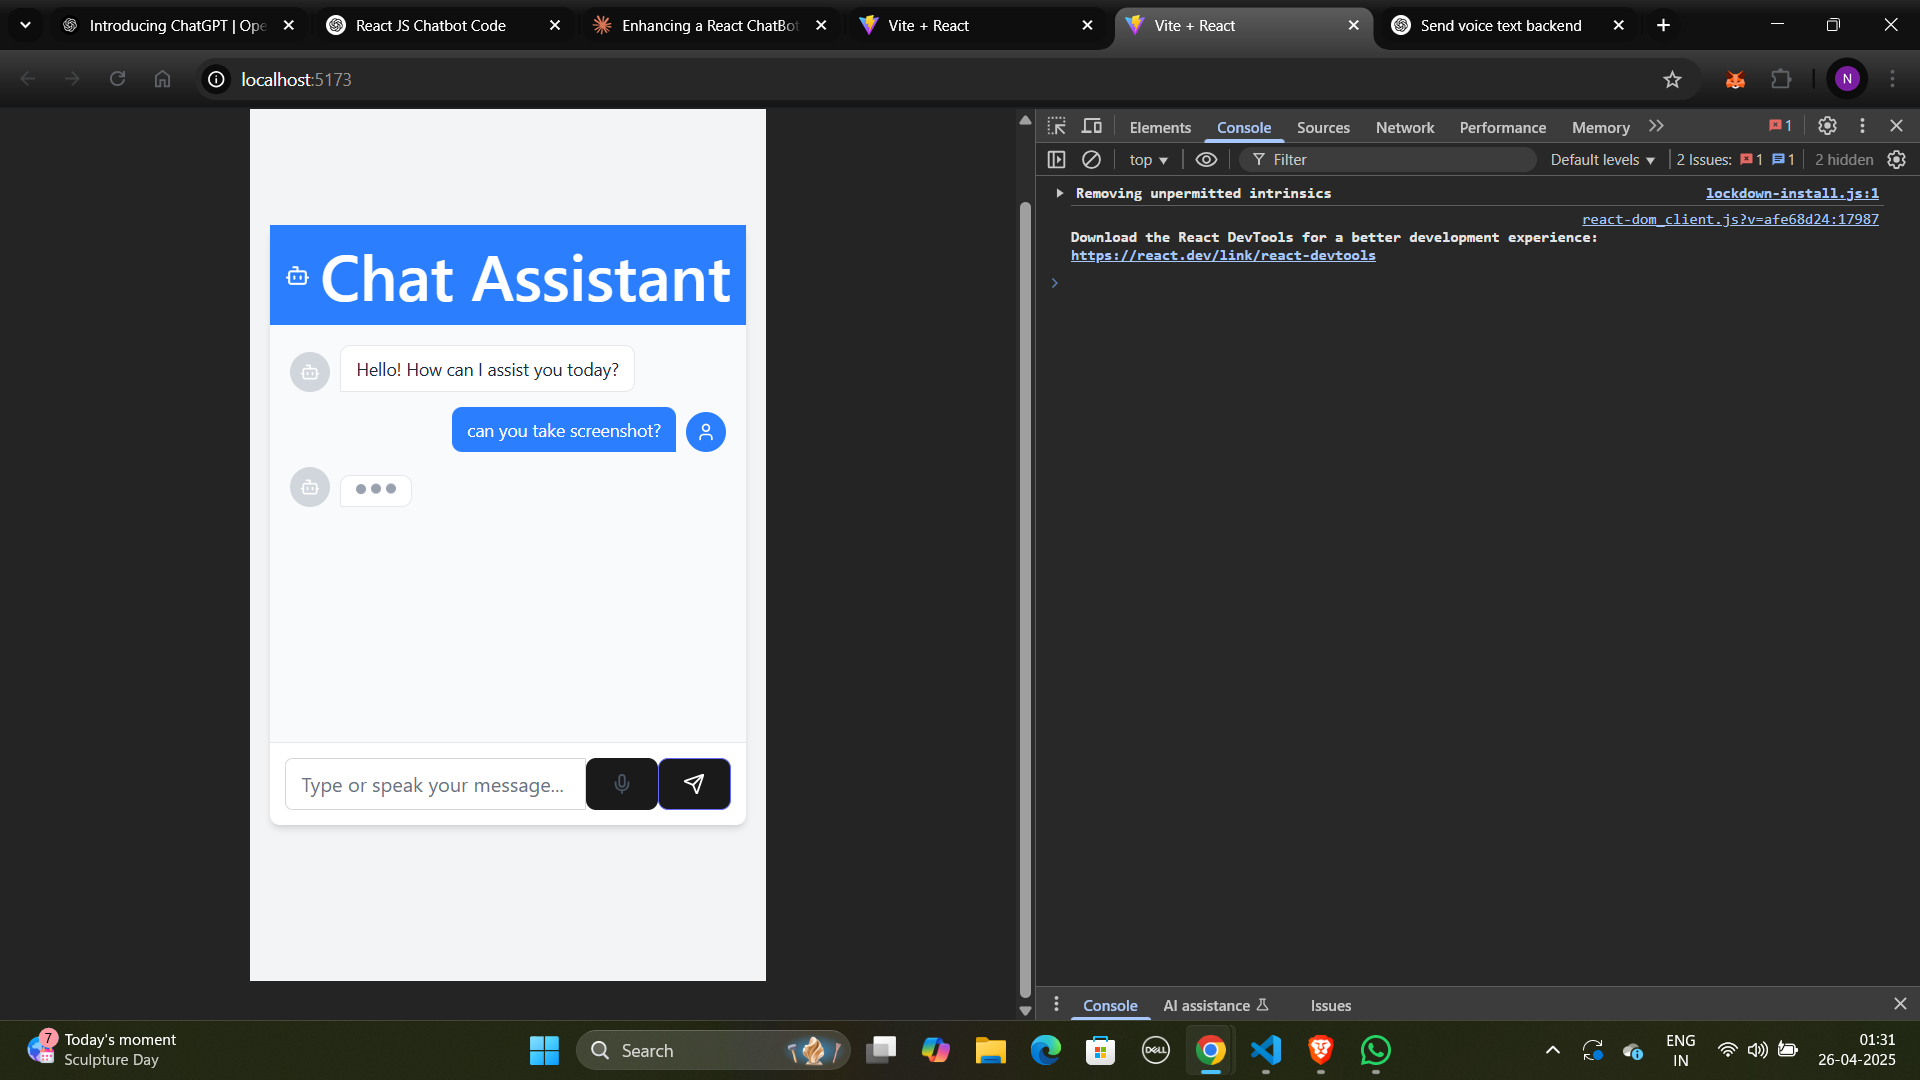 Introducing ChatGPT | Ope
React JS Chatbot Code
Enhancing a React ChatBot
Vite + React
Vite + React
Send voice text backend
localhost:5173
N
Elements
Console
Sources
Network
Performance
Memory
1
top
Filter
Default levels
2 Issues:
1
1
2 hidden
Removing unpermitted intrinsics
lockdown-install.js:1
react-dom_client.js?v=afe68d24:17987
Download the React DevTools for a better development experience:
https://react.dev/link/react-devtools
Chat Assistant
Hello! How can I assist you today?
can you take screenshot?
Type or speak your message...
Console
AI assistance
Issues
7
Today's moment
Sculpture Day
Search
DELL
ENG
IN
01:31
26-04-2025